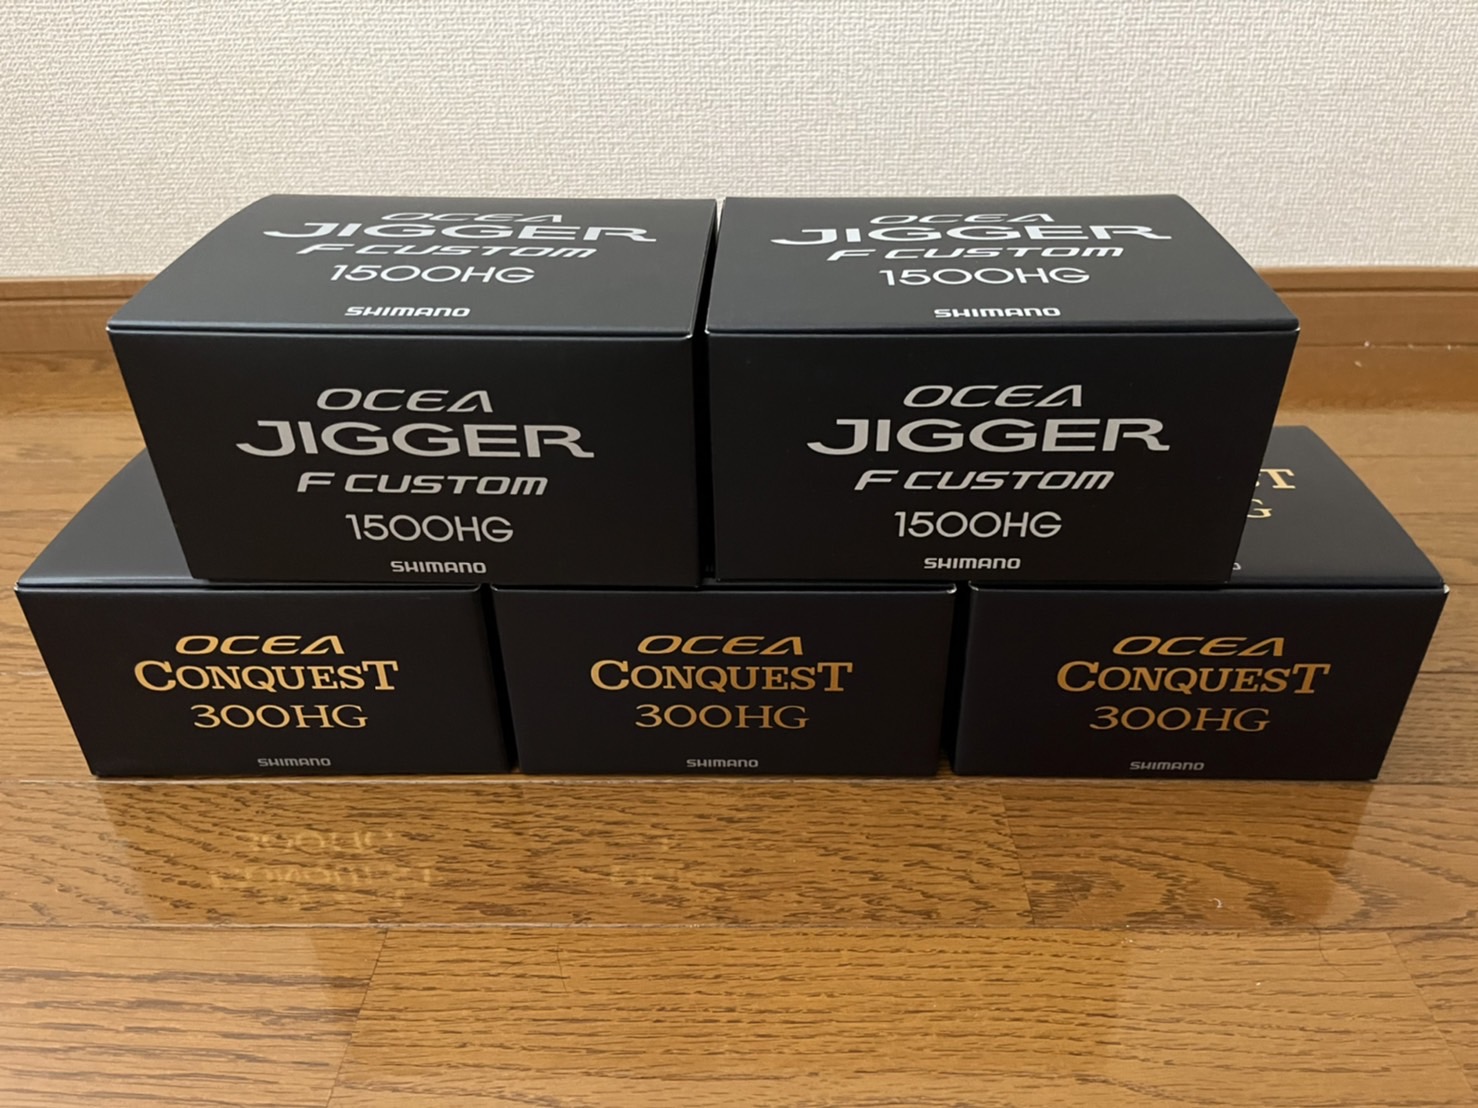 OCEA
JIGGER
F CUSTOM
1500HG
SHIMANO
OCEA
JIGGER
F CUSTOM
1500HG
SHIMANO
OCEA
JIGGER
F CUSTOM
1500HG
SHIMANO
OCEA
JIGGER
F CUSTOM
1500HG
SHIMANO
OCEA
CONQUEST
300HG
SHIMANO
OCEA
CONQUEST
300HG
SHIMANO
OCEA
CONQUEST
300HG
SHIMANO